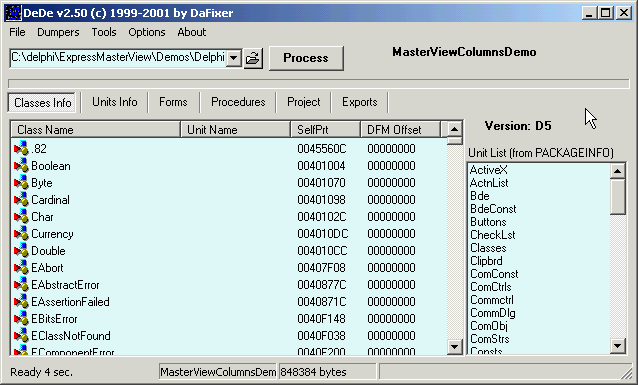 DeDe v2.50 (c) 1999-2001 by DaFixer
File Dumpers Tools Options About
C:\delphi\ExpressMasterView\Demos\Delphi
Process
MasterViewColumnsDemo
Classes Info Units Info Forms Procedures Project Exports
Version: D5
Class Name Unit Name SelfPrt DFM Offset
.82 0045560C 00000000
Boolean 00401004 00000000
Byte 00401070 00000000
Cardinal 00401098 00000000
Char 0040102C 00000000
Currency 004010DC 00000000
Double 004010CC 00000000
EAbort 00407F08 00000000
EAbstractError 0040877C 00000000
EAssertionFailed 0040871C 00000000
EBitsError 0040F148 00000000
EClassNotFound 0040F038 00000000
EComponentError 0040F200 00000000
Unit List (from PACKAGEINFO)
ActiveX
ActnList
Bde
BdeConst
Buttons
CheckLst
Classes
Clipbrd
ComConst
ComCtrls
Commctrl
CommDlg
ComObj
ComStrs
Consts
Ready 4 sec. MasterViewColumnsDem 848384 bytes